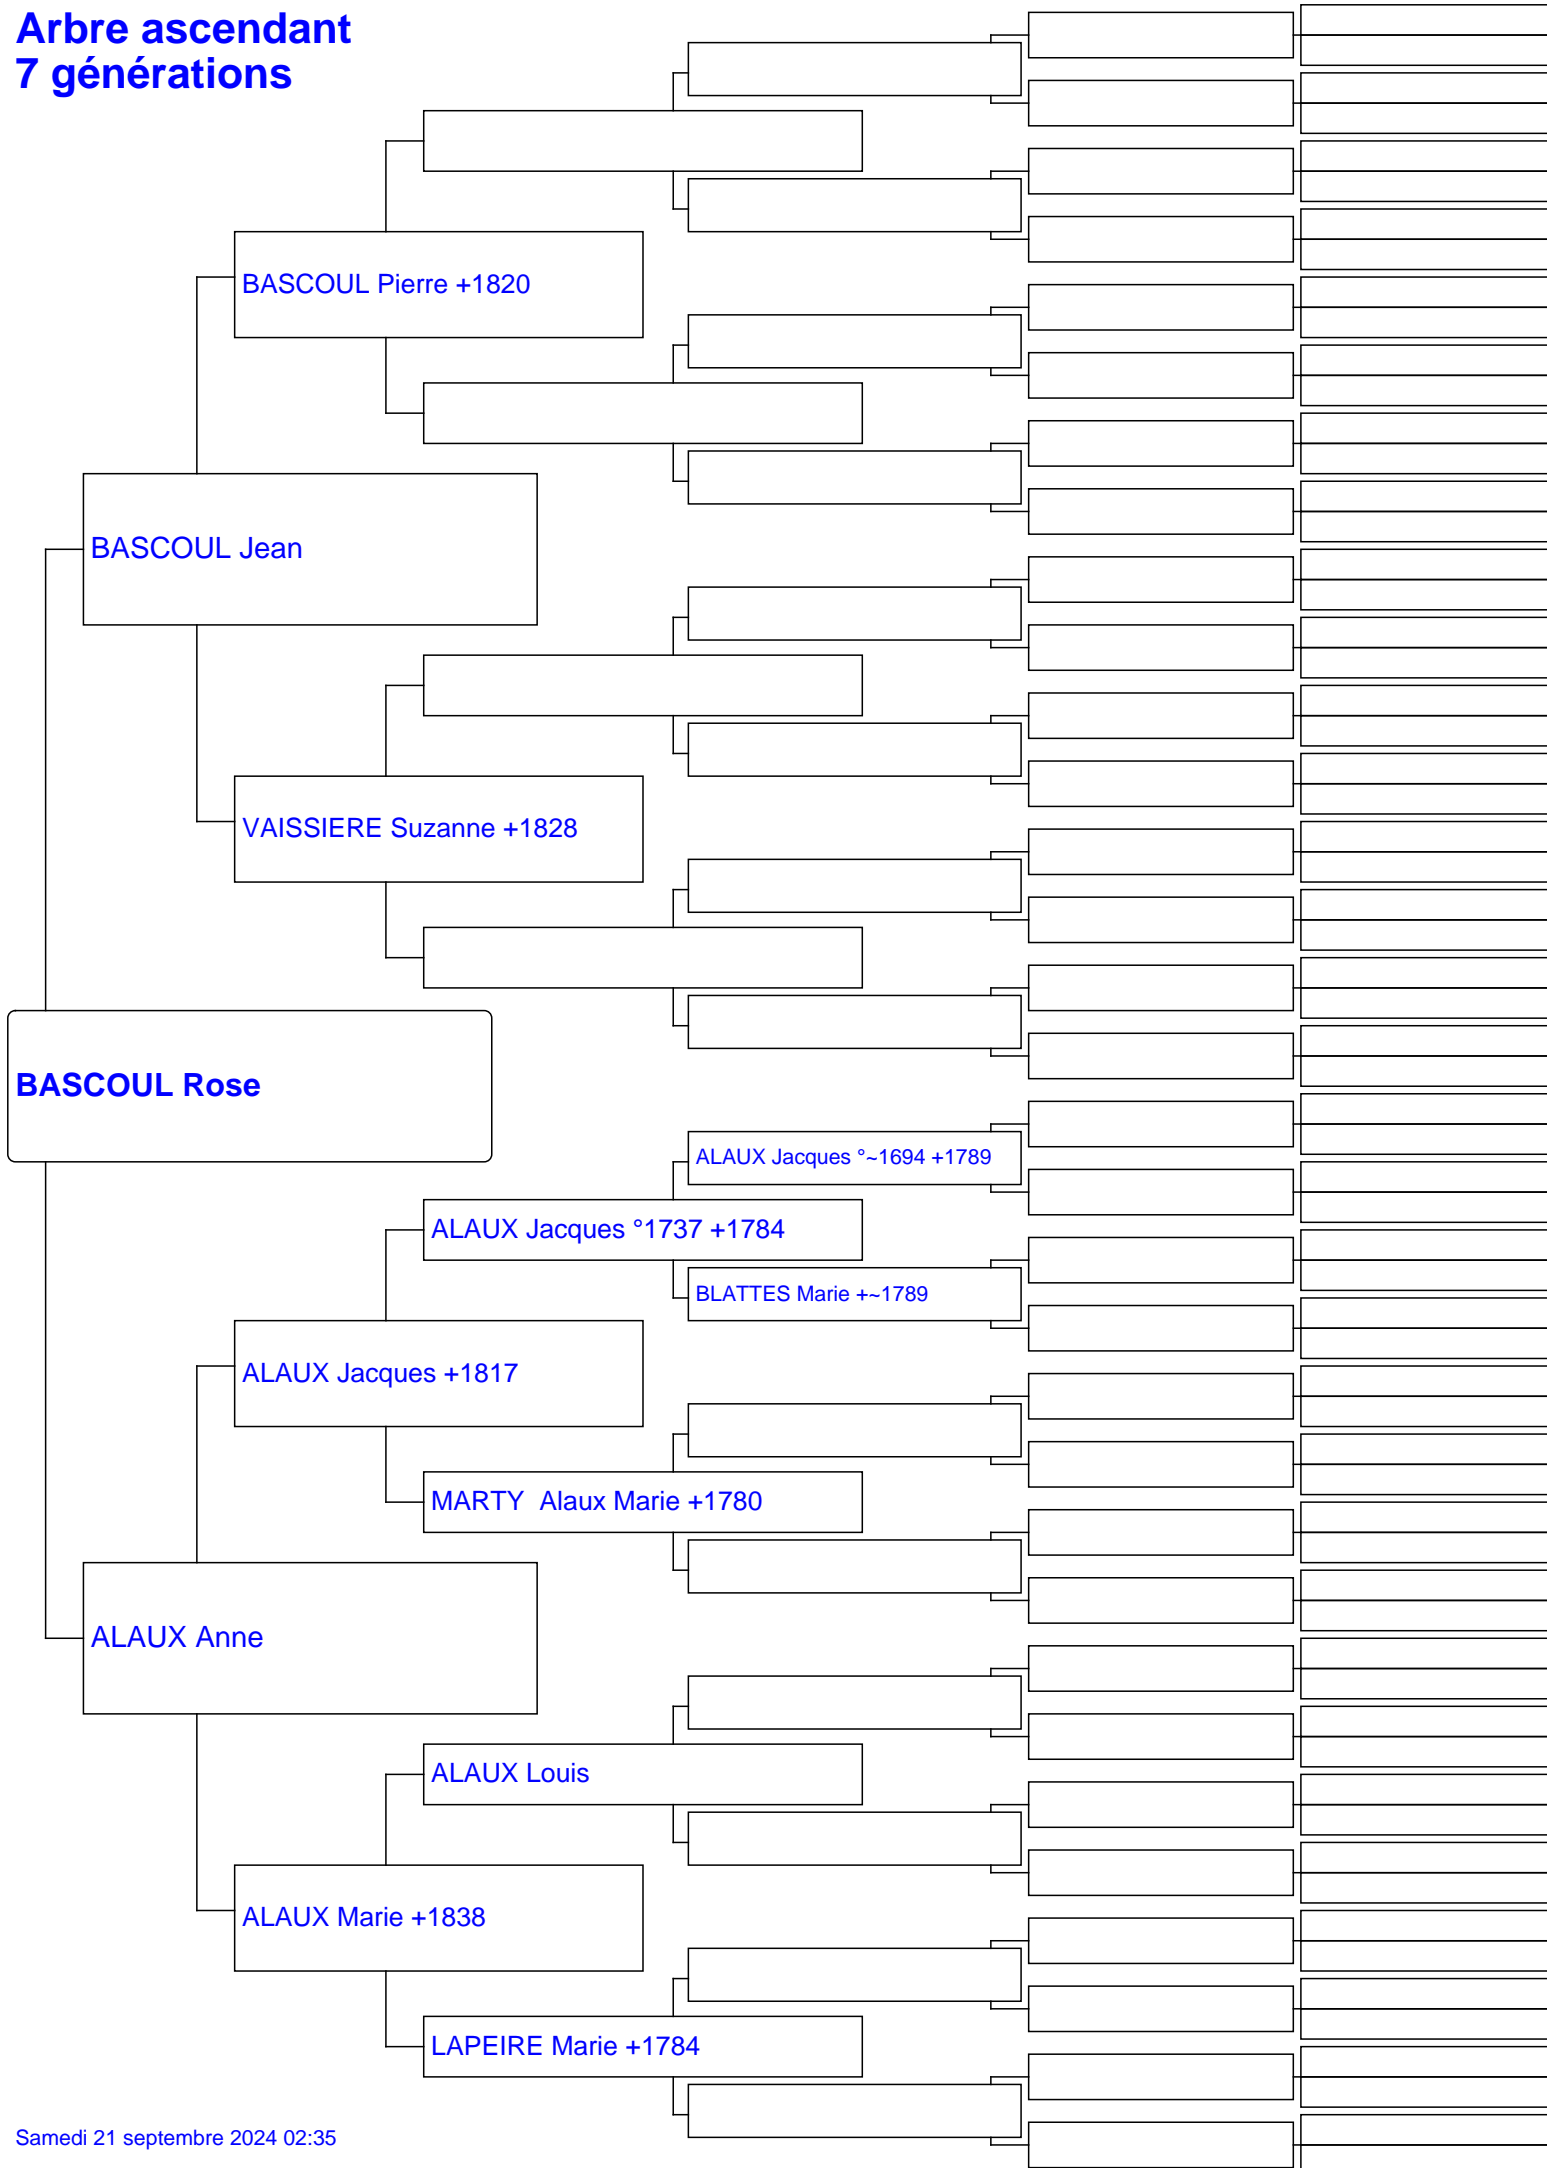 Arbre ascendant
7 générations
BASCOUL Pierre +1820
BASCOUL Jean
VAISSIERE Suzanne +1828
BASCOUL Rose
ALAUX Jacques °~1694 +1789
ALAUX Jacques °1737 +1784
BLATTES Marie +~1789
ALAUX Jacques +1817
MARTY  Alaux Marie +1780
ALAUX Anne
ALAUX Louis
ALAUX Marie +1838
LAPEIRE Marie +1784
Samedi 21 septembre 2024 02:35